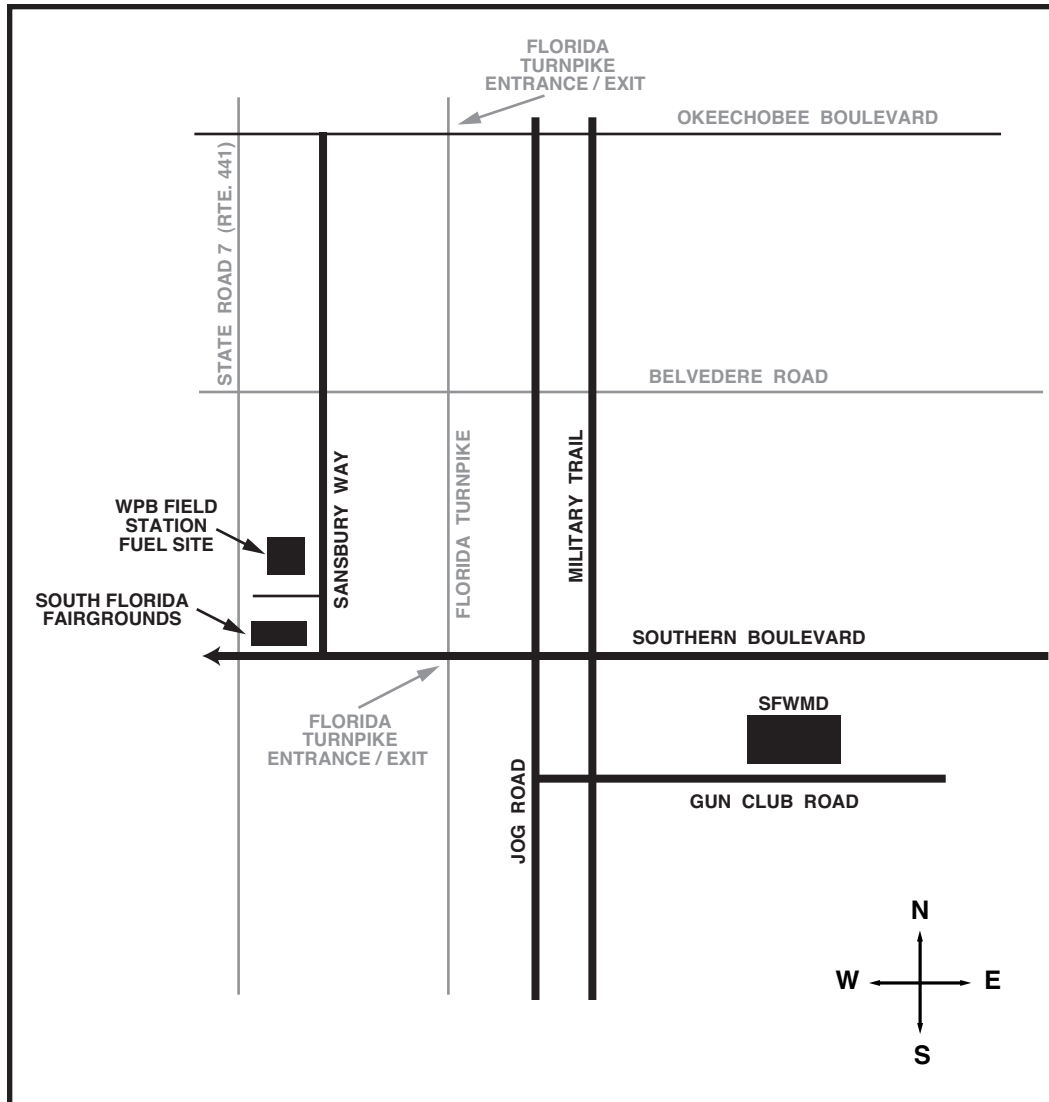 FLORIDA
TURNPIKE
ENTRANCE / EXIT
OKEECHOBEE BOULEVARD
STATE ROAD 7 (RTE. 441)
BELVEDERE ROAD
SANSBURY WAY
FLORIDA TURNPIKE
MILITARY TRAIL
WPB FIELD
STATION
FUEL SITE
SOUTH FLORIDA
FAIRGROUNDS
SOUTHERN BOULEVARD
SFWMD
FLORIDA
TURNPIKE
ENTRANCE / EXIT
JOG ROAD
GUN CLUB ROAD
N
W
E
S